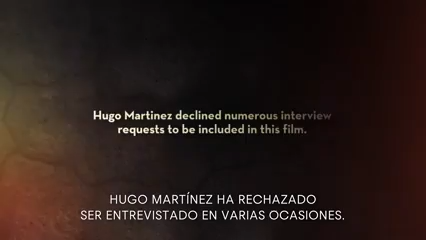 Hugo Martinez declined numerous interview
requests to be included in this film.
HUGO MARTÍNEZ HA RECHAZADO
SER ENTREVISTADO EN VARIAS OCASIONES.